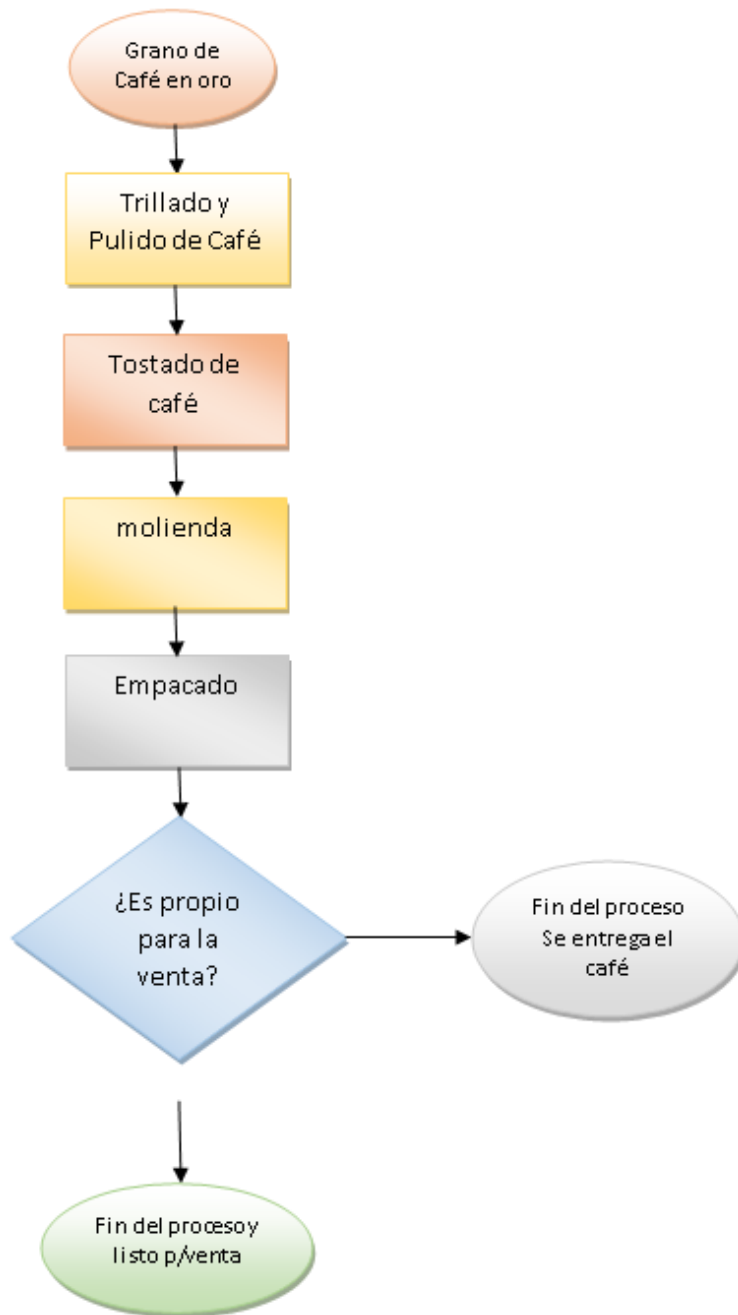 Grano de
Café en oro
Trillado y
Pulido de Café
Tostado de
café
molienda
Empacado
¿Es propio
para la
venta?
Fin del proceso
Se entrega el
café
Fin del proceso y
listo p/venta